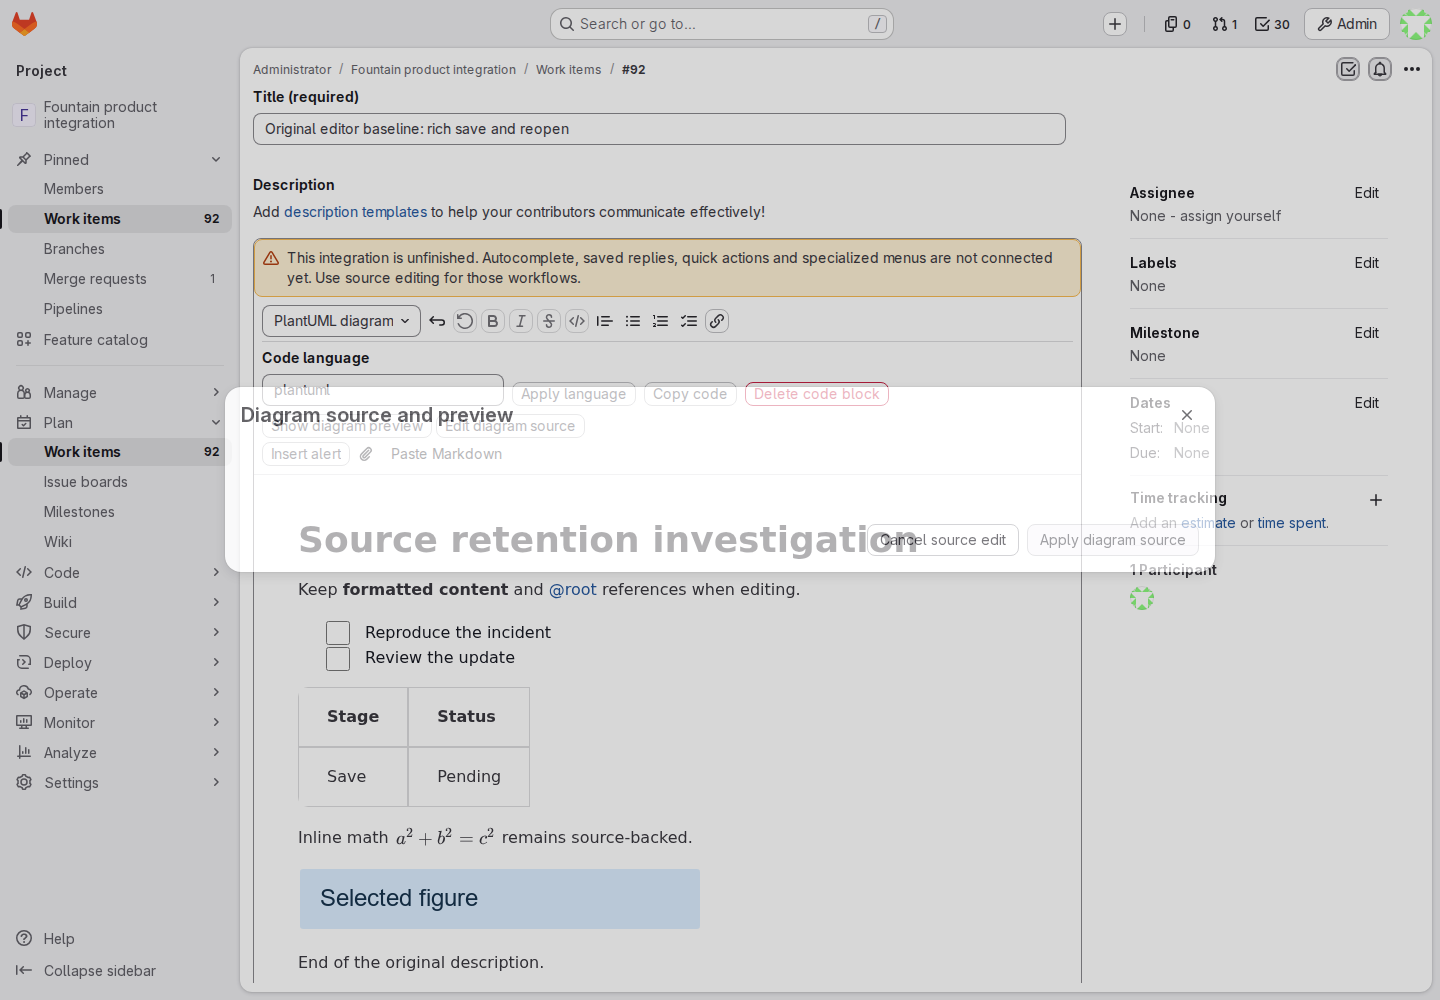 Search or go to...
/
0
1
30
Admin
Project
F
Fountain product integration
Pinned
Members
Work items 92
Branches
Merge requests 1
Pipelines
Feature catalog
Manage
Plan
Work items 92
Issue boards
Milestones
Wiki
Code
Build
Secure
Deploy
Operate
Monitor
Analyze
Settings
Help
Collapse sidebar
Administrator / Fountain product integration / Work items / #92
Title (required)
Original editor baseline: rich save and reopen
Description
Add description templates to help your contributors communicate effectively!
This integration is unfinished. Autocomplete, saved replies, quick actions and specialized menus are not connected
yet. Use source editing for those workflows.
PlantUML diagram
Code language
plantuml
Apply language
Copy code
Delete code block
Diagram source and preview
Show diagram preview
Edit diagram source
Insert alert
Paste Markdown
Source retention investigation
Cancel source edit
Apply diagram source
Keep formatted content and @root references when editing.
Reproduce the incident
Review the update
Stage Status
Save Pending
Inline math a² + b² = c² remains source-backed.
Selected figure
End of the original description.
Assignee Edit
None - assign yourself
Labels Edit
None
Milestone Edit
None
Dates Edit
Start: None
Due: None
Time tracking
Add an estimate or time spent.
1 Participant